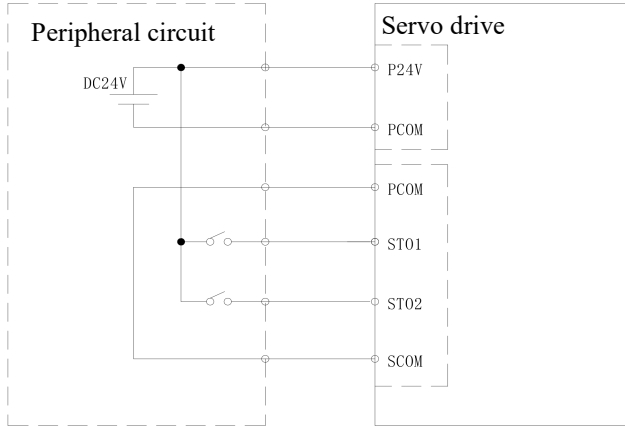 Peripheral circuit
Servo drive
DC24V
P24V
PCOM
PCOM
STO1
STO2
SCOM